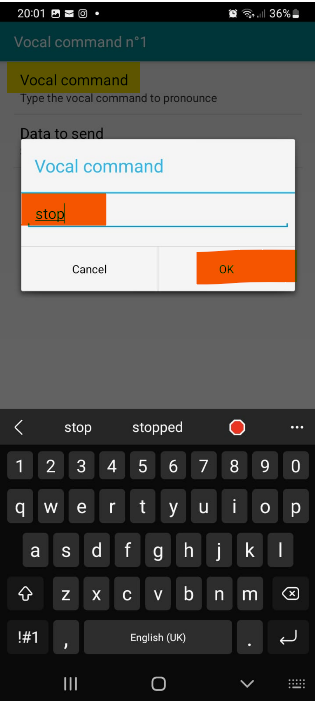 20:01 36%
Vocal command n°1
Vocal command
Type the vocal command to pronounce
Data to send
Vocal command
stop
Cancel OK
stop stopped
1 2 3 4 5 6 7 8 9 0
q w e r t y u i o p
a s d f g h j k l
z x c v b n m
!#1 , English (UK) .